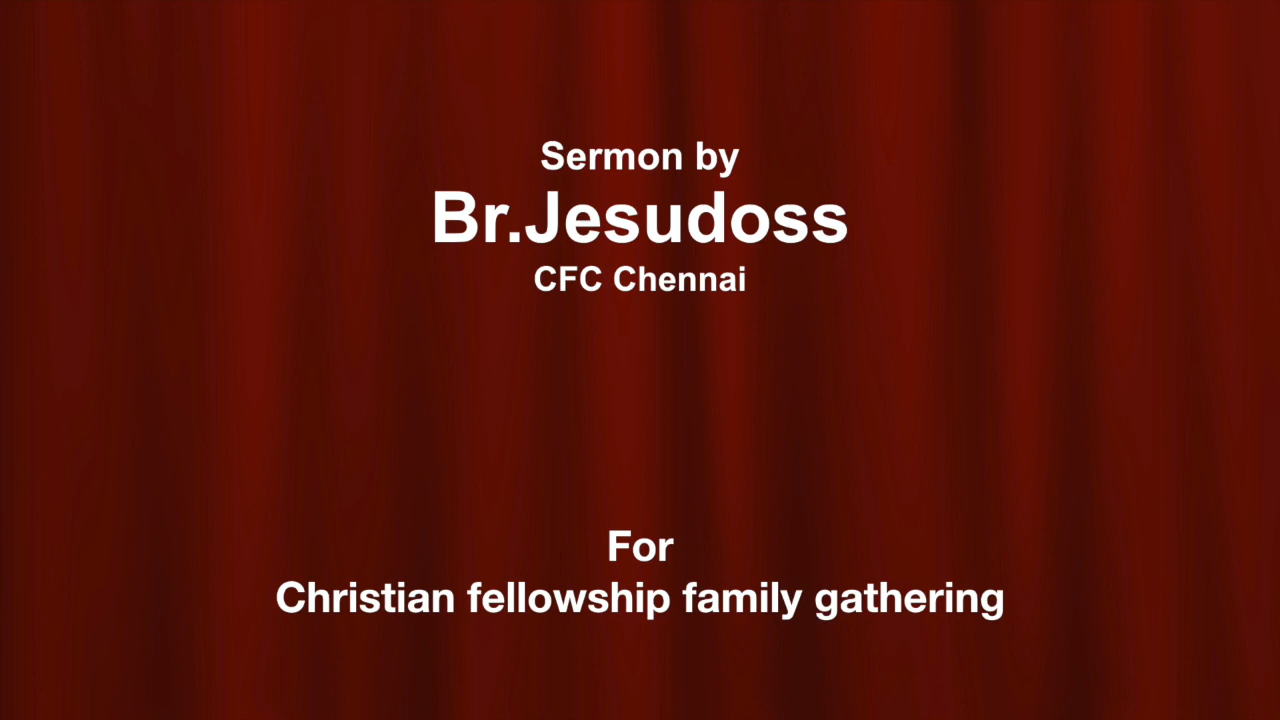 Sermon by
Br.Jesudoss
CFC Chennai
For
Christian fellowship family gathering